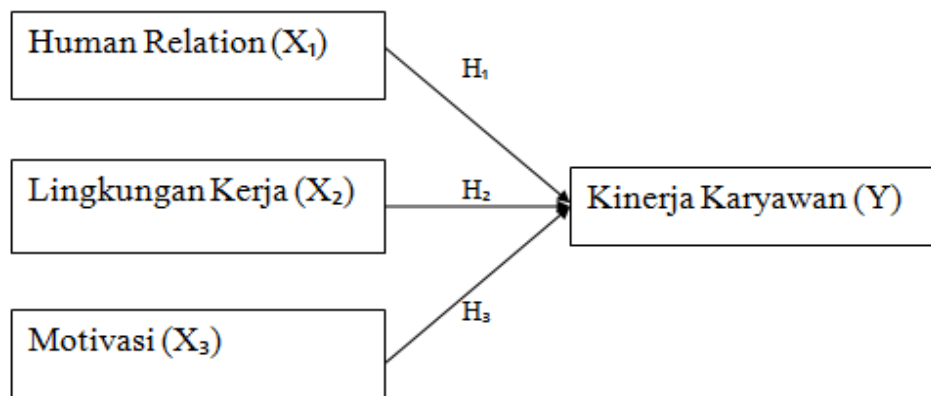 Human Relation (X₁)
H₁
Lingkungan Kerja (X₂)
H₂
Kinerja Karyawan (Y)
H₃
Motivasi (X₃)